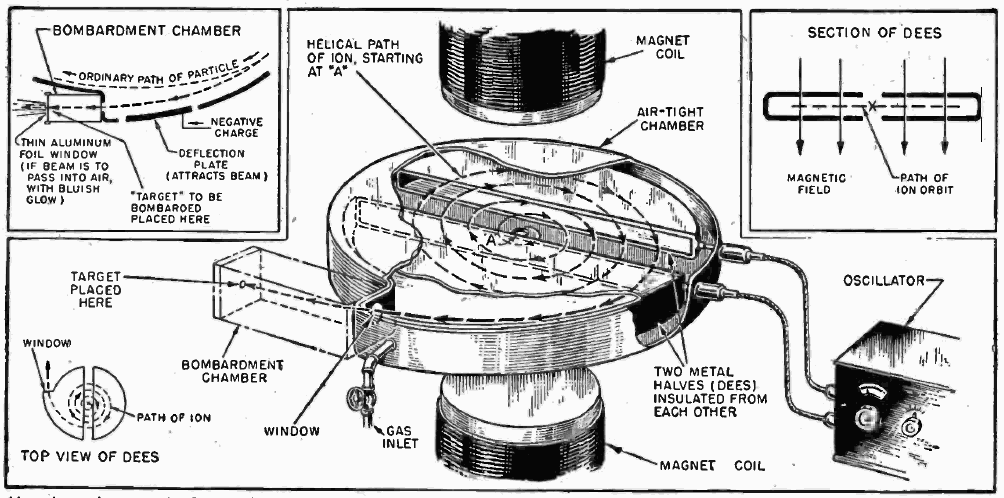 BOMBARDMENT CHAMBER
ORDINARY PATH OF PARTICLE
NEGATIVE
CHARGE
THIN ALUMINUM
FOIL WINDOW
(IF BEAM IS TO
PASS INTO AIR,
WITH BLUISH
GLOW)
DEFLECTION
PLATE
(ATTRACTS BEAM)
"TARGET" TO BE
BOMBAROED
PLACED HERE
HELICAL PATH
OF ION, STARTING
AT "A"
MAGNET
COIL
AIR-TIGHT
CHAMBER
A
SECTION OF DEES
X
MAGNETIC
FIELD
PATH OF
ION ORBIT
TARGET
PLACED
HERE
BOMBARDMENT
CHAMBER
WINDOW
GAS
INLET
TWO METAL
HALVES (DEES)
INSULATED FROM
EACH OTHER
MAGNET COIL
OSCILLATOR
WINDOW
PATH OF ION
TOP VIEW OF DEES